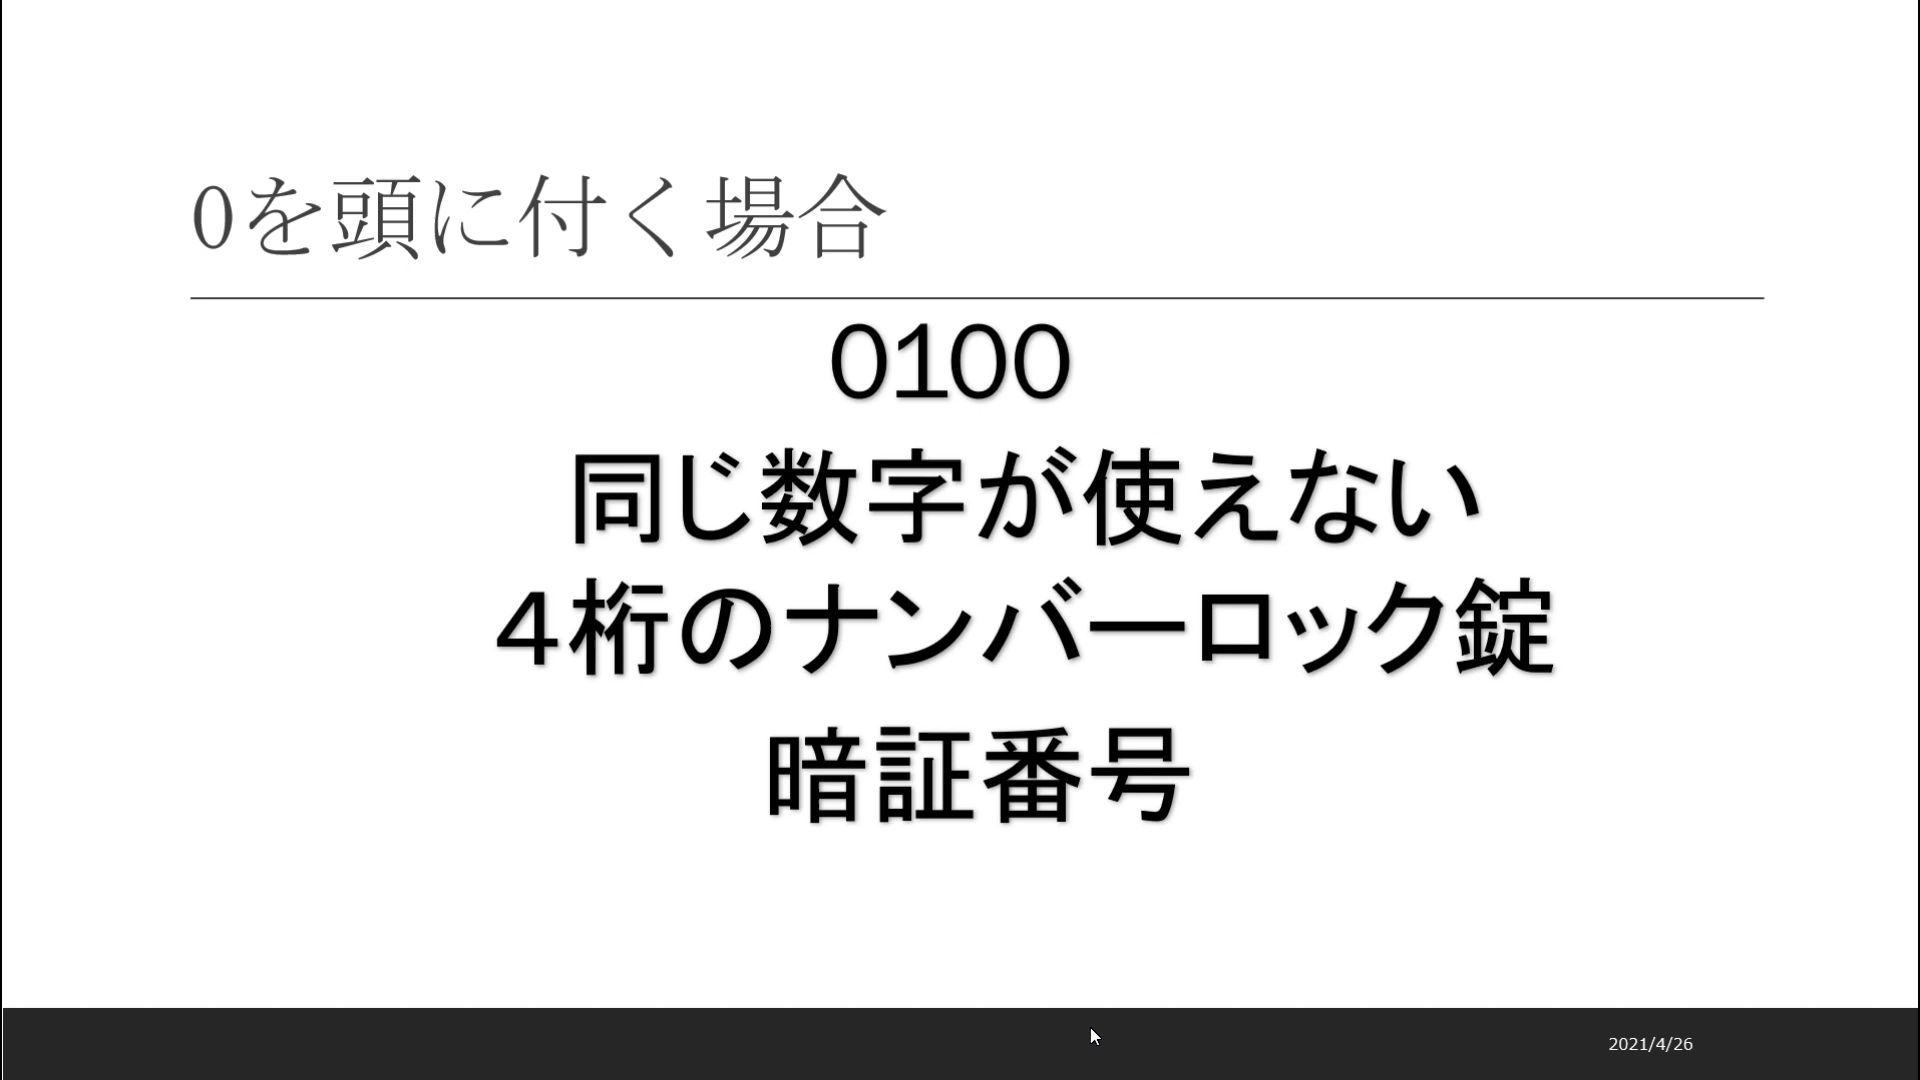 0を頭に付く場合
0100
同じ数字が使えない
４桁のナンバーロック錠
暗証番号
2021/4/26